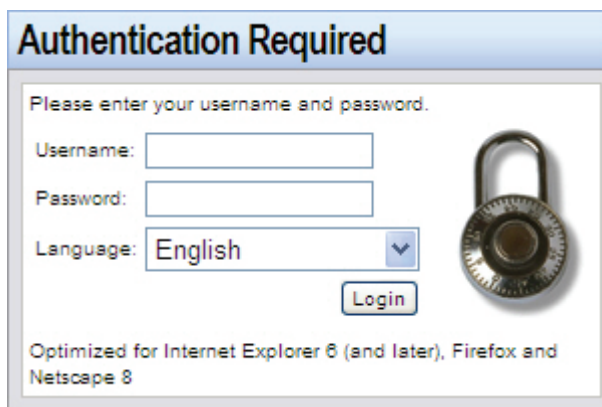 Authentication Required
Please enter your username and password.
Username:
Password:
Language: English
Login
Optimized for Internet Explorer 6 (and later), Firefox and
Netscape 8